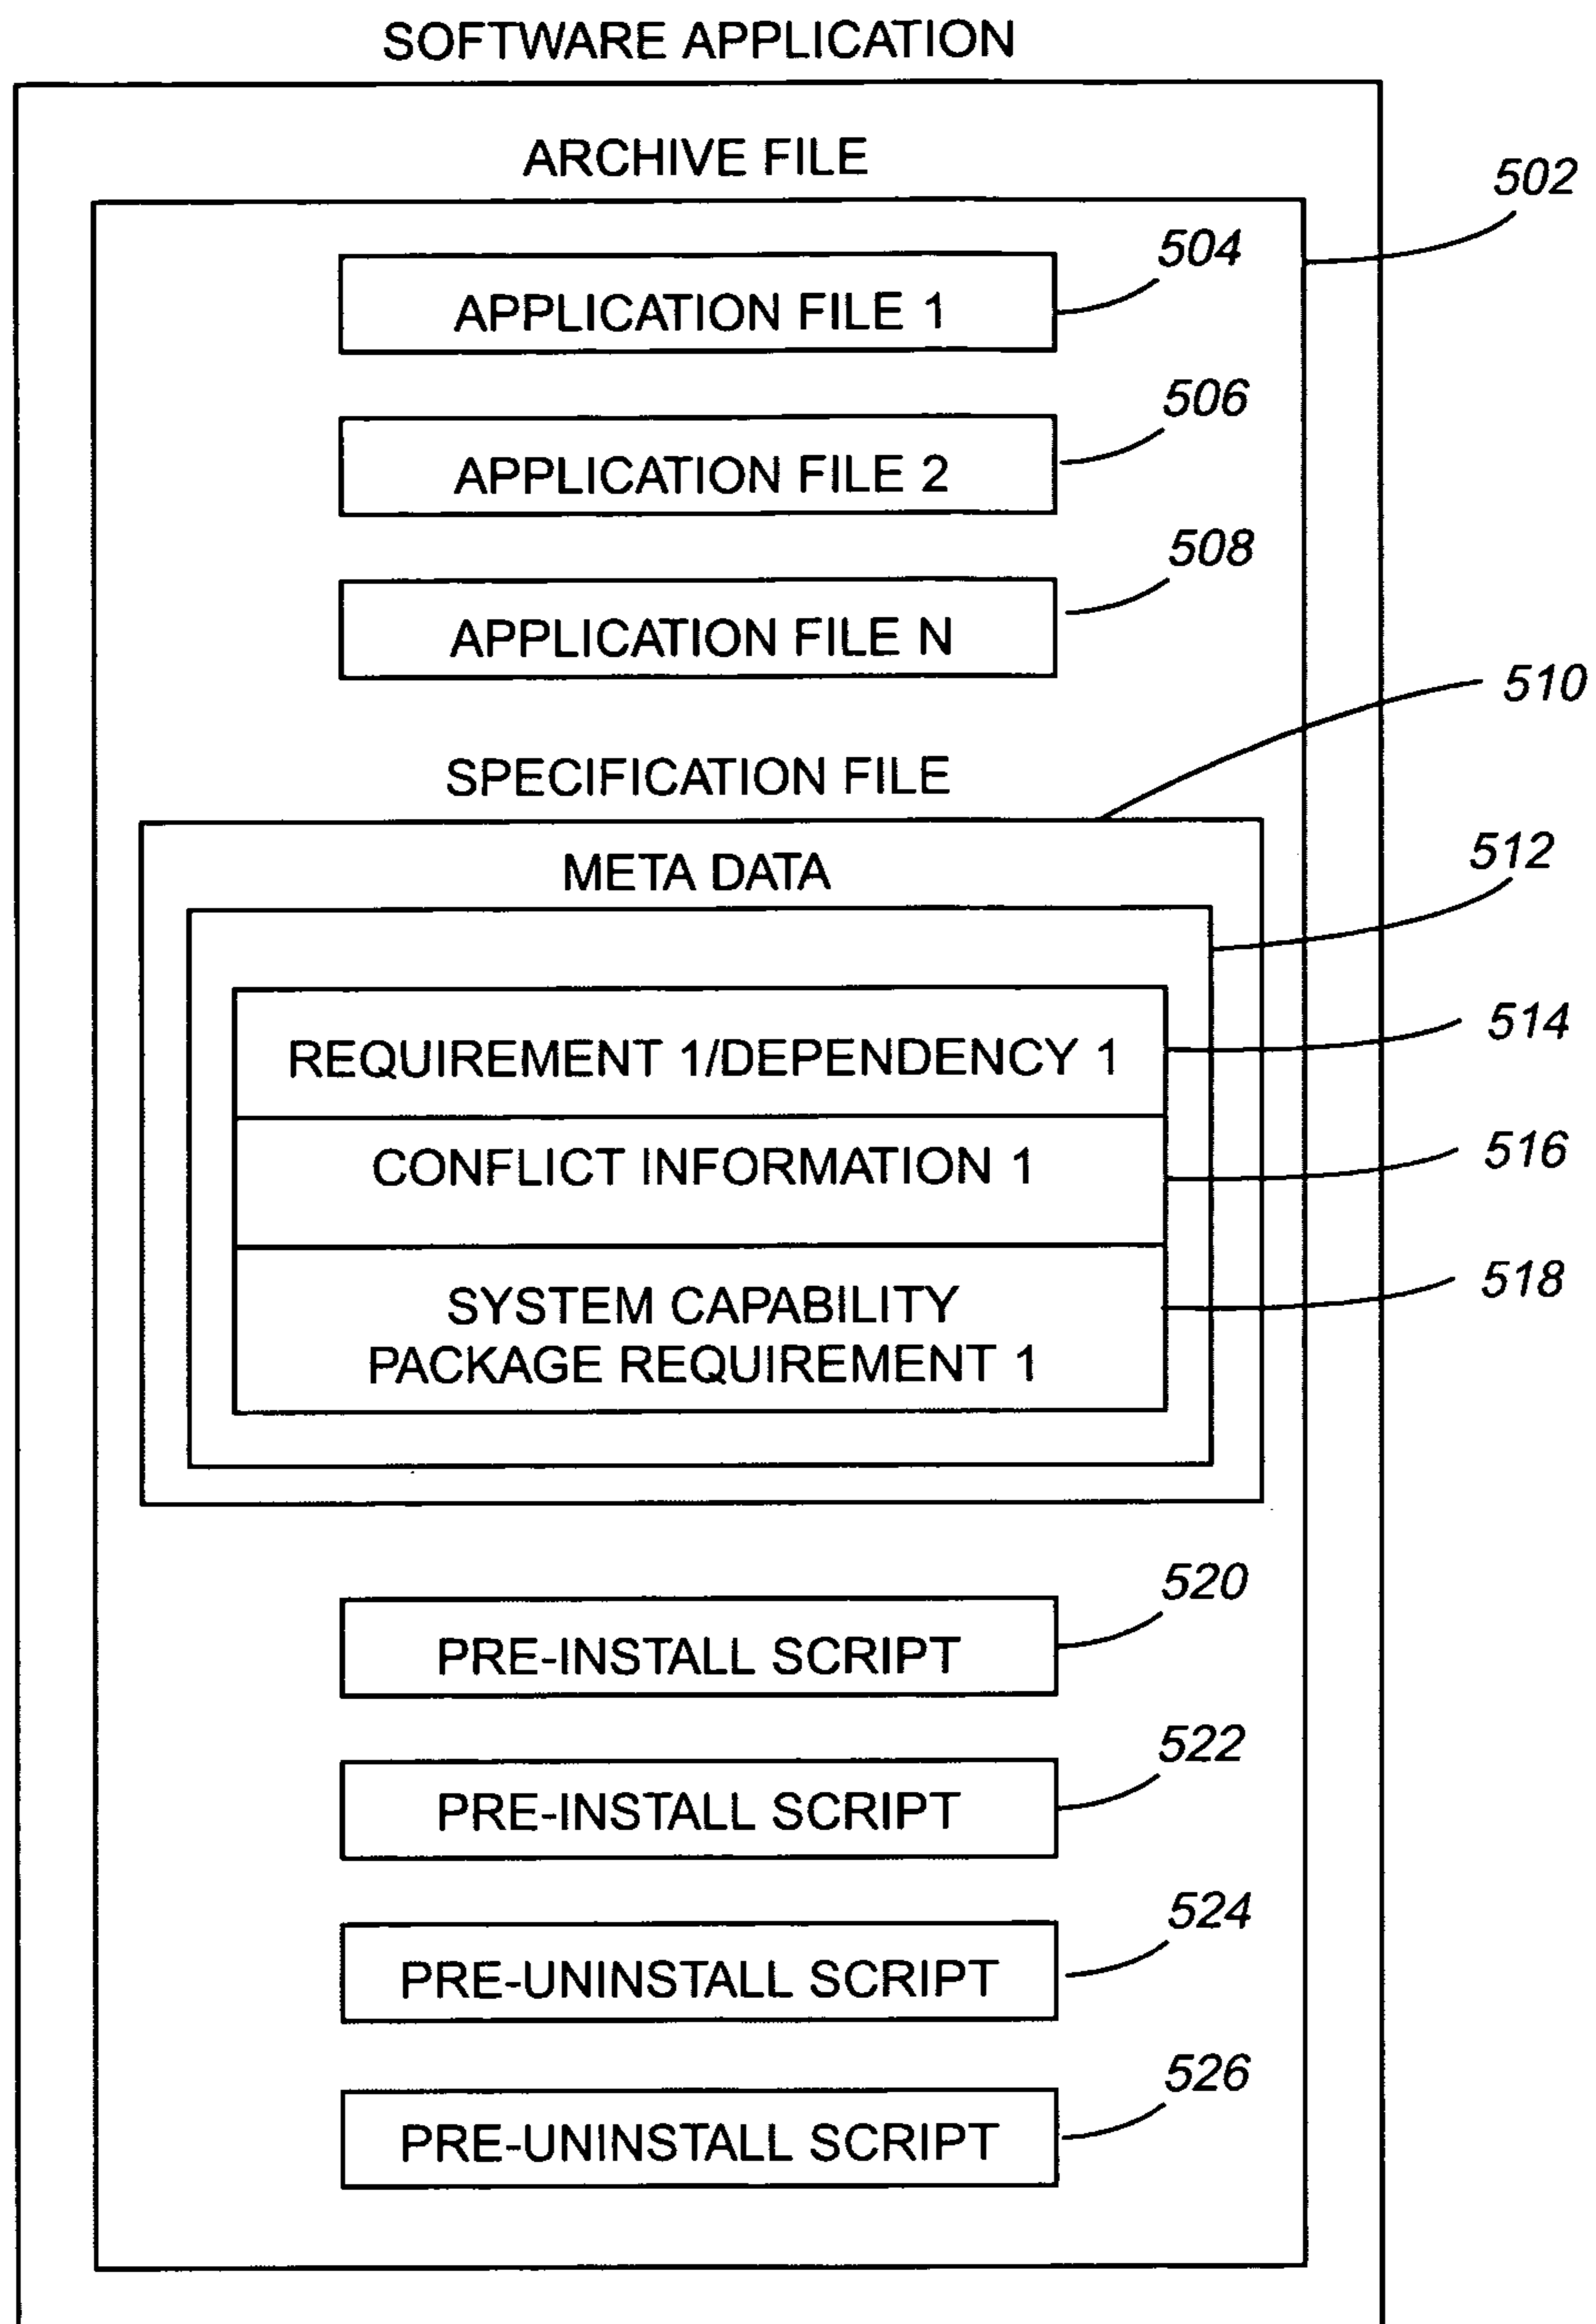 SOFTWARE APPLICATION
ARCHIVE FILE
502
504
APPLICATION FILE 1
506
APPLICATION FILE 2
508
APPLICATION FILE N
510
SPECIFICATION FILE
META DATA
512
REQUIREMENT 1/DEPENDENCY 1
514
CONFLICT INFORMATION 1
516
SYSTEM CAPABILITY
PACKAGE REQUIREMENT 1
518
520
PRE-INSTALL SCRIPT
522
PRE-INSTALL SCRIPT
524
PRE-UNINSTALL SCRIPT
526
PRE-UNINSTALL SCRIPT